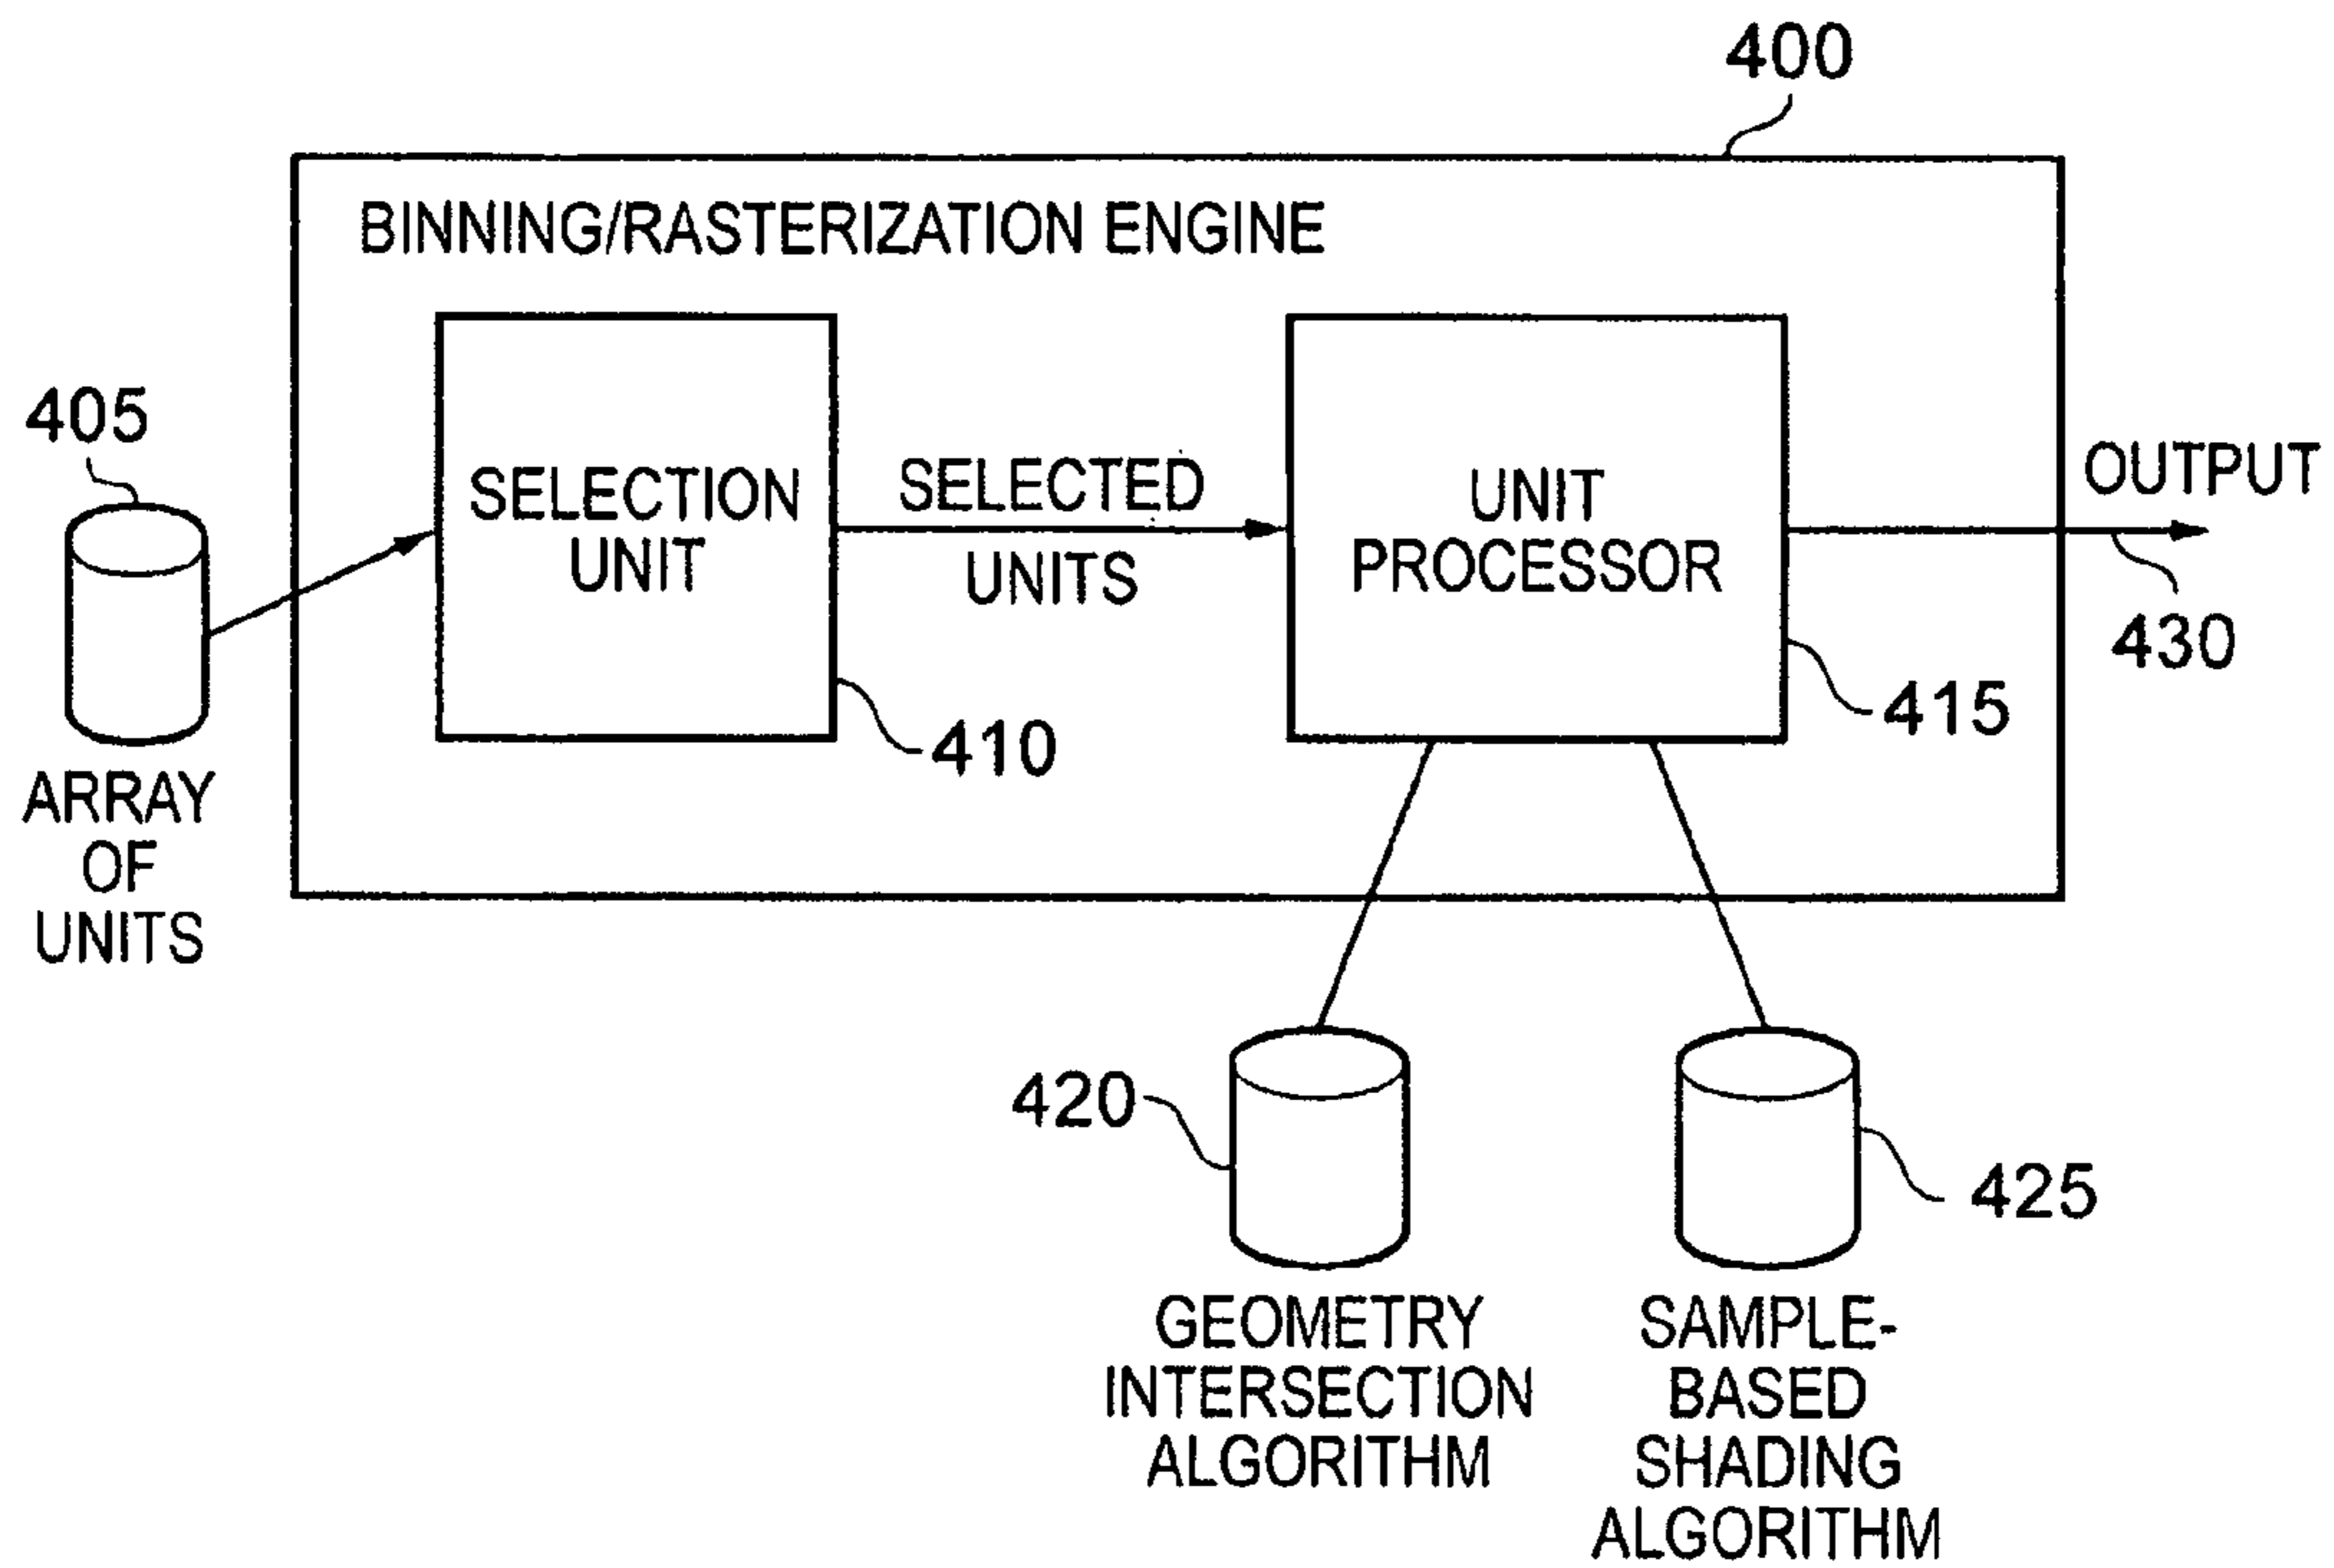 400
BINNING/RASTERIZATION ENGINE
405
SELECTION
UNIT
SELECTED
UNITS
UNIT
PROCESSOR
OUTPUT
430
415
410
ARRAY
OF
UNITS
420
425
GEOMETRY
INTERSECTION
ALGORITHM
SAMPLE-
BASED
SHADING
ALGORITHM